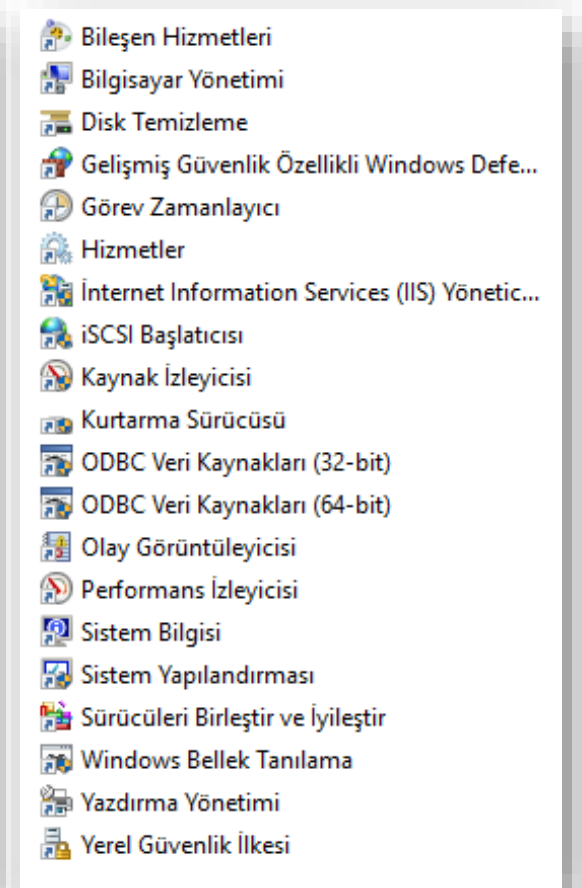 Bileşen Hizmetleri
Bilgisayar Yönetimi
Disk Temizleme
Gelişmiş Güvenlik Özellikli Windows Defe...
Görev Zamanlayıcı
Hizmetler
İnternet Information Services (IIS) Yönetic...
iSCSI Başlatıcısı
Kaynak İzleyicisi
Kurtarma Sürücüsü
ODBC Veri Kaynakları (32-bit)
ODBC Veri Kaynakları (64-bit)
Olay Görüntüleyicisi
Performans İzleyicisi
Sistem Bilgisi
Sistem Yapılandırması
Sürücüleri Birleştir ve İyileştir
Windows Bellek Tanılama
Yazdırma Yönetimi
Yerel Güvenlik İlkesi